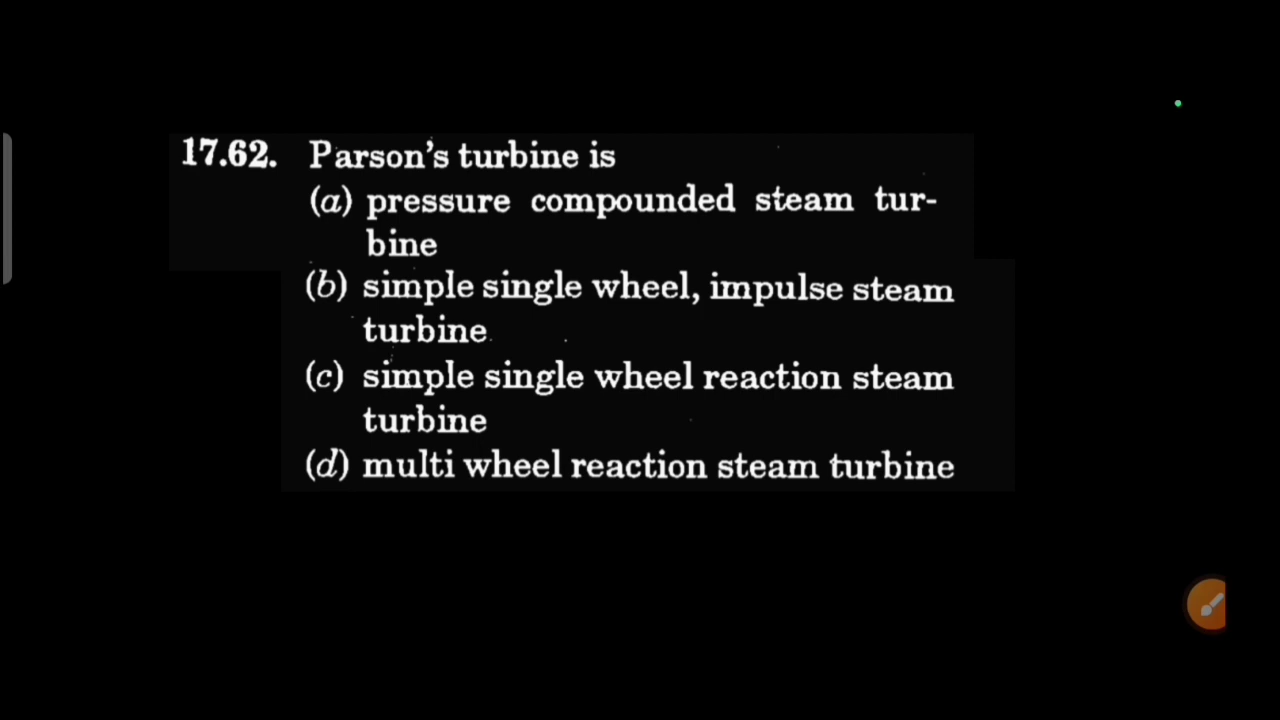 17.62. Parson's turbine is
(a) pressure compounded steam tur-
bine
(b) simple single wheel, impulse steam
turbine
(c) simple single wheel reaction steam
turbine
(d) multi wheel reaction steam turbine